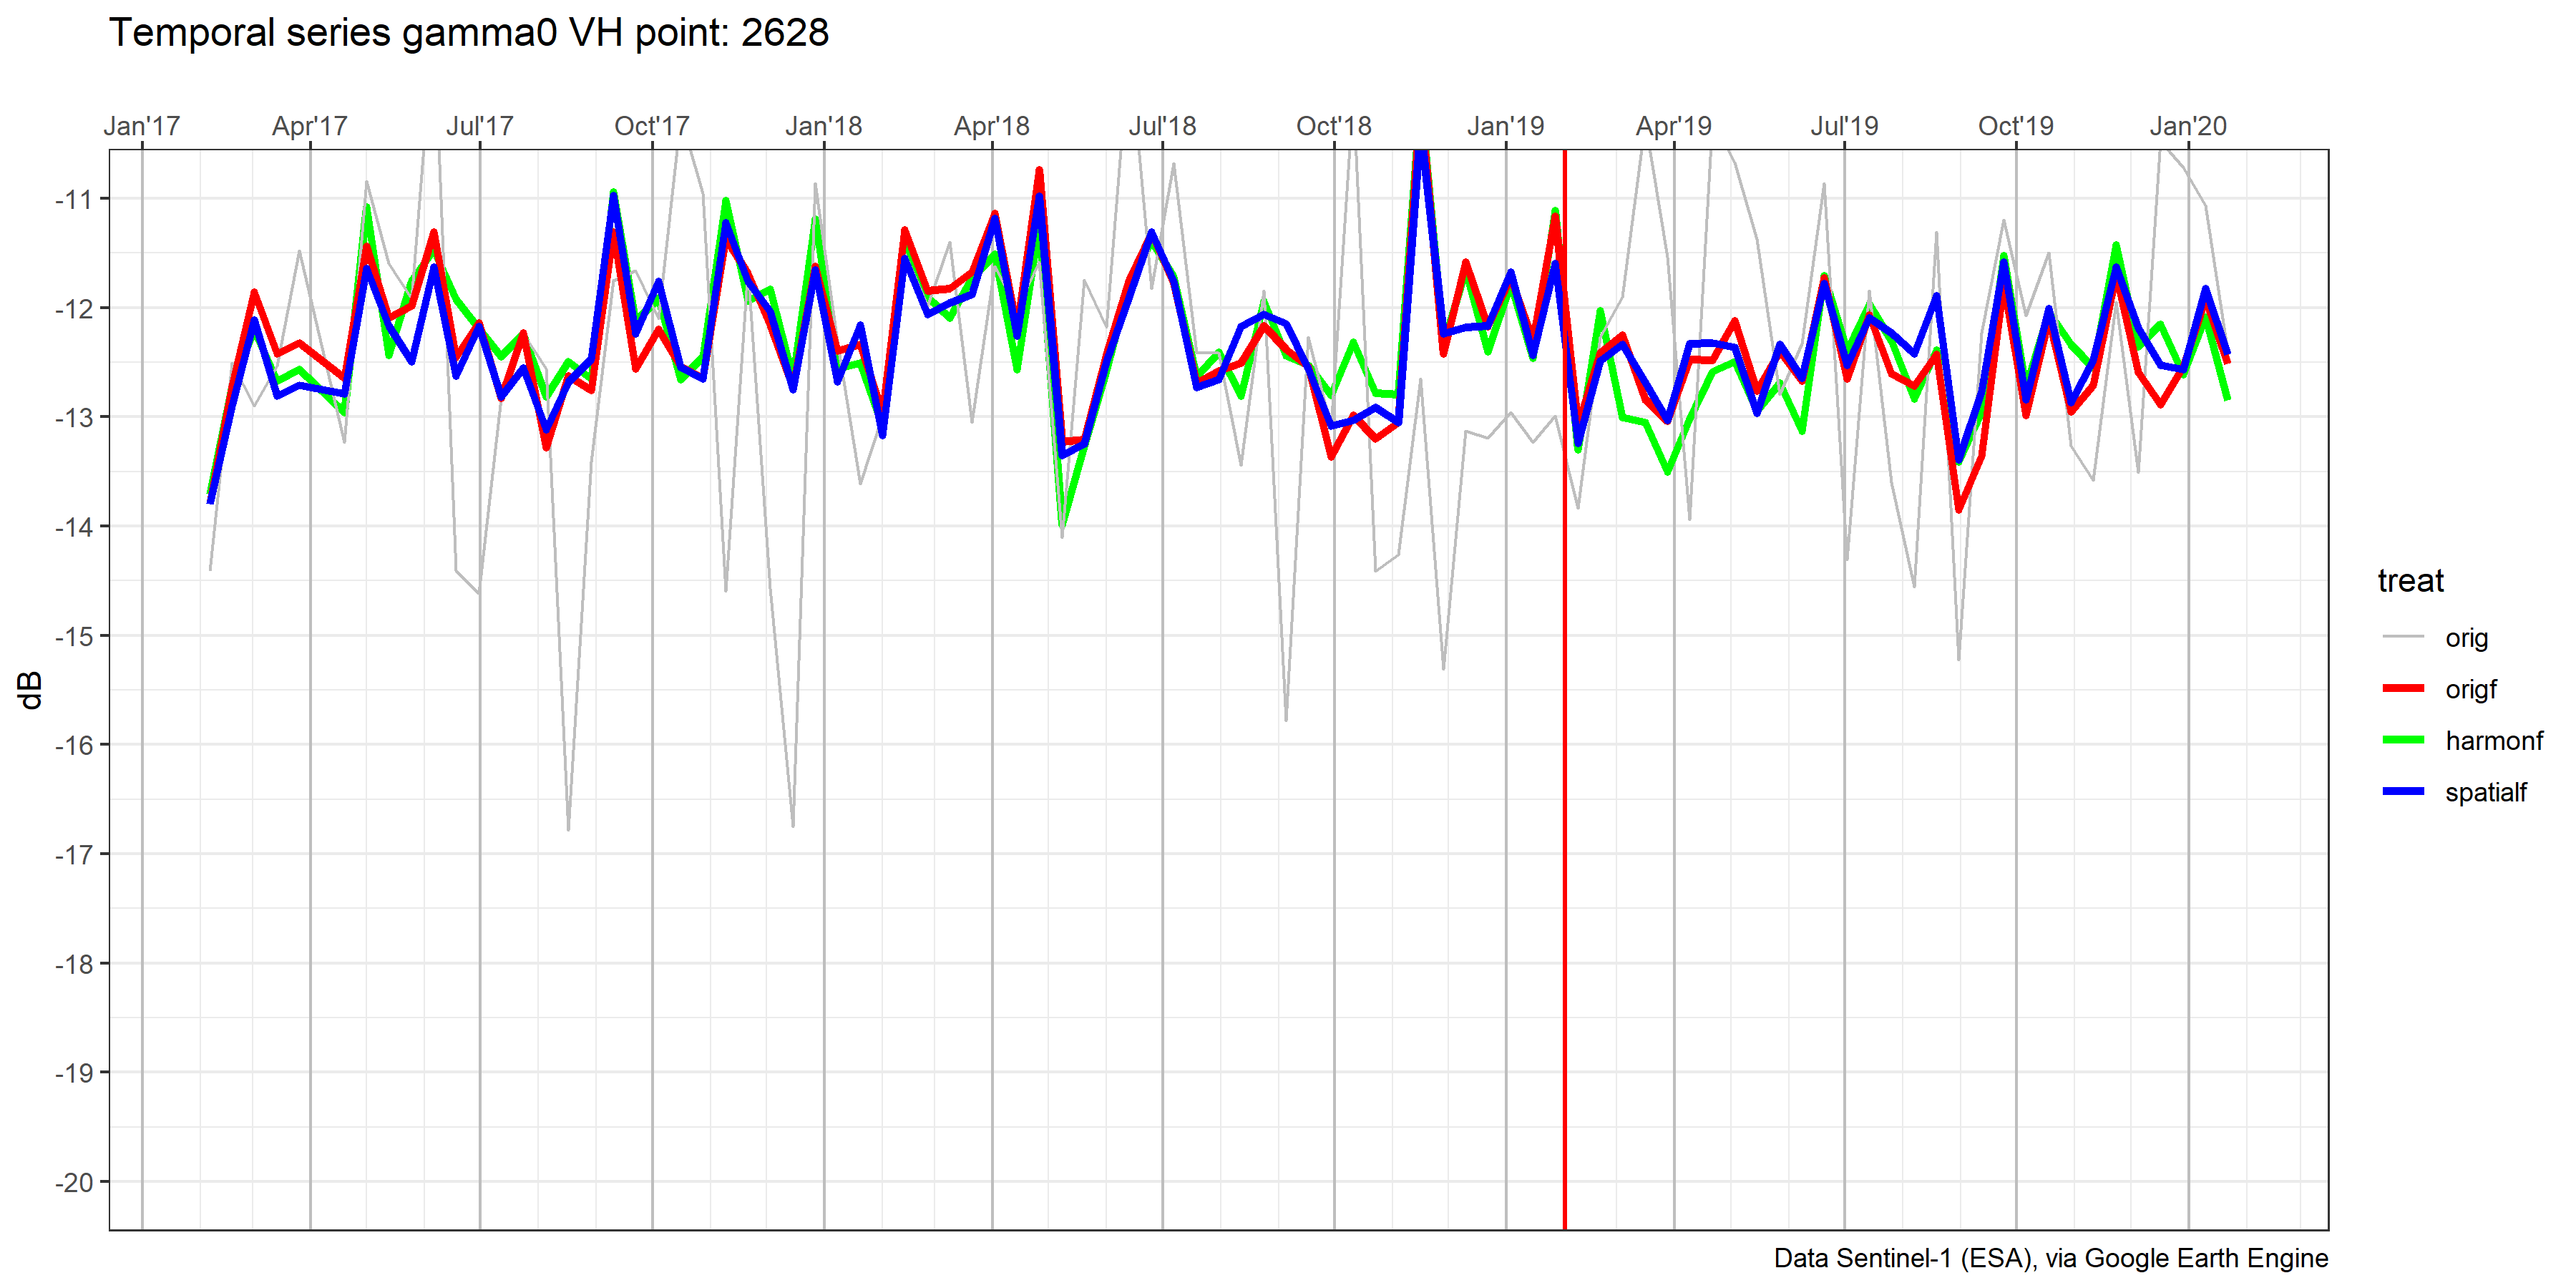 Temporal series gamma0 VH point: 2628
Jan'17 Apr'17 Jul'17 Oct'17 Jan'18 Apr'18 Jul'18 Oct'18 Jan'19 Apr'19 Jul'19 Oct'19 Jan'20
-11
-12
-13
-14
-15
-16
-17
-18
-19
-20
dB
treat
orig
origf
harmonf
spatialf
Data Sentinel-1 (ESA), via Google Earth Engine